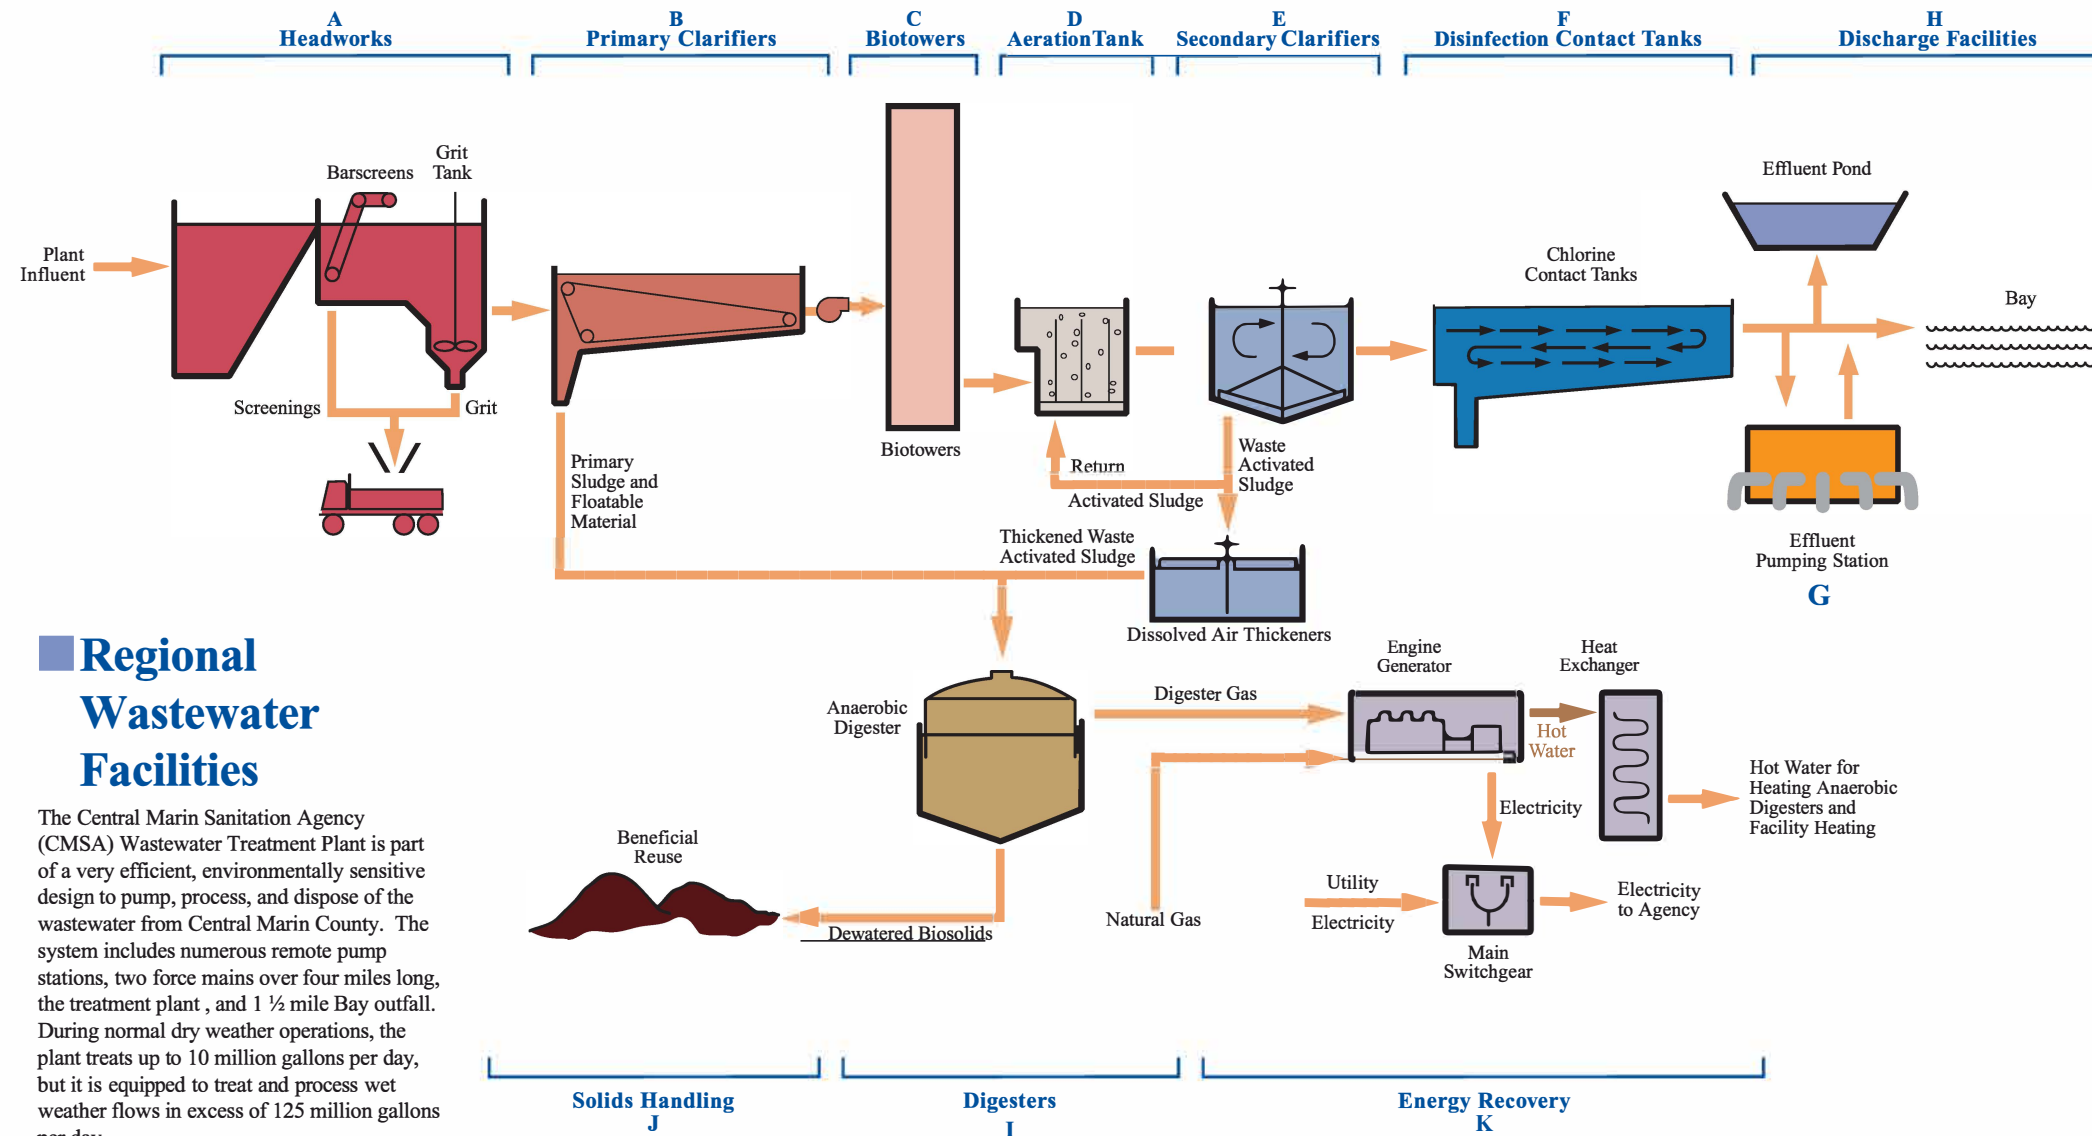 A
Headworks
B
Primary Clarifiers
C
Biotowers
D
AerationTank
E
Secondary Clarifiers
F
Disinfection Contact Tanks
H
Discharge Facilities
Plant
Influent
Barscreens
Grit
Tank
Screenings
Grit
Primary
Sludge and
Floatable
Material
Biotowers
Return
Activated Sludge
Waste
Activated
Sludge
Thickened Waste
Activated Sludge
Dissolved Air Thickeners
Chlorine
Contact Tanks
Effluent Pond
Bay
Effluent
Pumping Station
G
Regional
Wastewater
Facilities
The Central Marin Sanitation Agency
(CMSA) Wastewater Treatment Plant is part
of a very efficient, environmentally sensitive
design to pump, process, and dispose of the
wastewater from Central Marin County. The
system includes numerous remote pump
stations, two force mains over four miles long,
the treatment plant , and 1 ½ mile Bay outfall.
During normal dry weather operations, the
plant treats up to 10 million gallons per day,
but it is equipped to treat and process wet
weather flows in excess of 125 million gallons
per day
Anaerobic
Digester
Digester Gas
Engine
Generator
Heat
Exchanger
Hot
Water
Hot Water for
Heating Anaerobic
Digesters and
Facility Heating
Electricity
Beneficial
Reuse
Dewatered Biosolids
Natural Gas
Utility
Electricity
Main
Switchgear
Electricity
to Agency
Solids Handling
J
Digesters
I
Energy Recovery
K